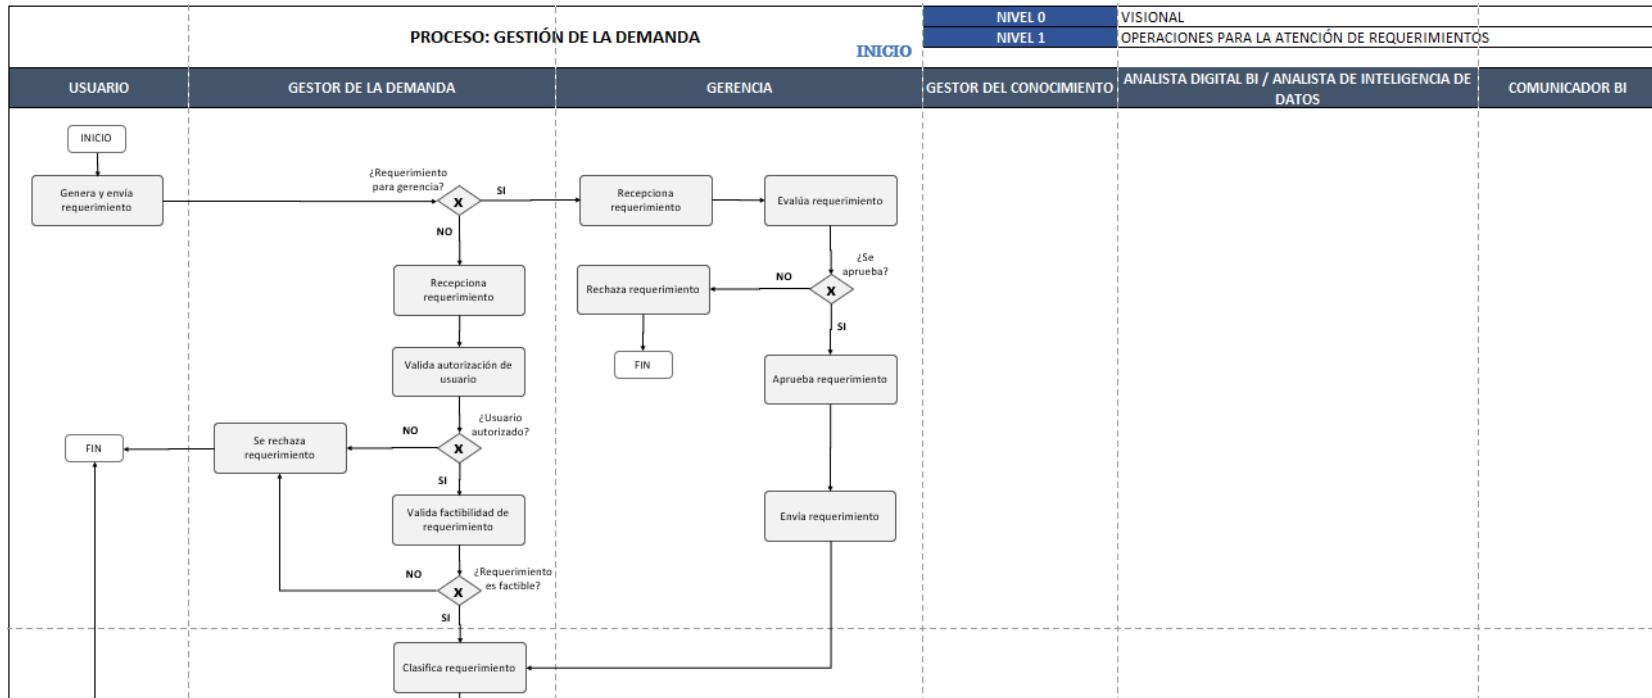 PROCESO: GESTIÓN DE LA DEMANDA
INICIO
NIVEL 0
VISIONAL
NIVEL 1
OPERACIONES PARA LA ATENCIÓN DE REQUERIMIENTOS
USUARIO
GESTOR DE LA DEMANDA
GERENCIA
GESTOR DEL CONOCIMIENTO
ANALISTA DIGITAL BI / ANALISTA DE INTELIGENCIA DE
DATOS
COMUNICADOR BI
INICIO
Genera y envía
requerimiento
¿Requerimiento
para gerencia?
X
SI
NO
Recepciona
requerimiento
Evalúa requerimiento
¿Se
aprueba?
X
NO
SI
Rechaza requerimiento
FIN
Aprueba requerimiento
Envía requerimiento
Recepciona
requerimiento
Valida autorización de
usuario
¿Usuario
autorizado?
X
NO
SI
Se rechaza
requerimiento
FIN
Valida factibilidad de
requerimiento
¿Requerimiento
es factible?
X
NO
SI
Clasifica requerimiento